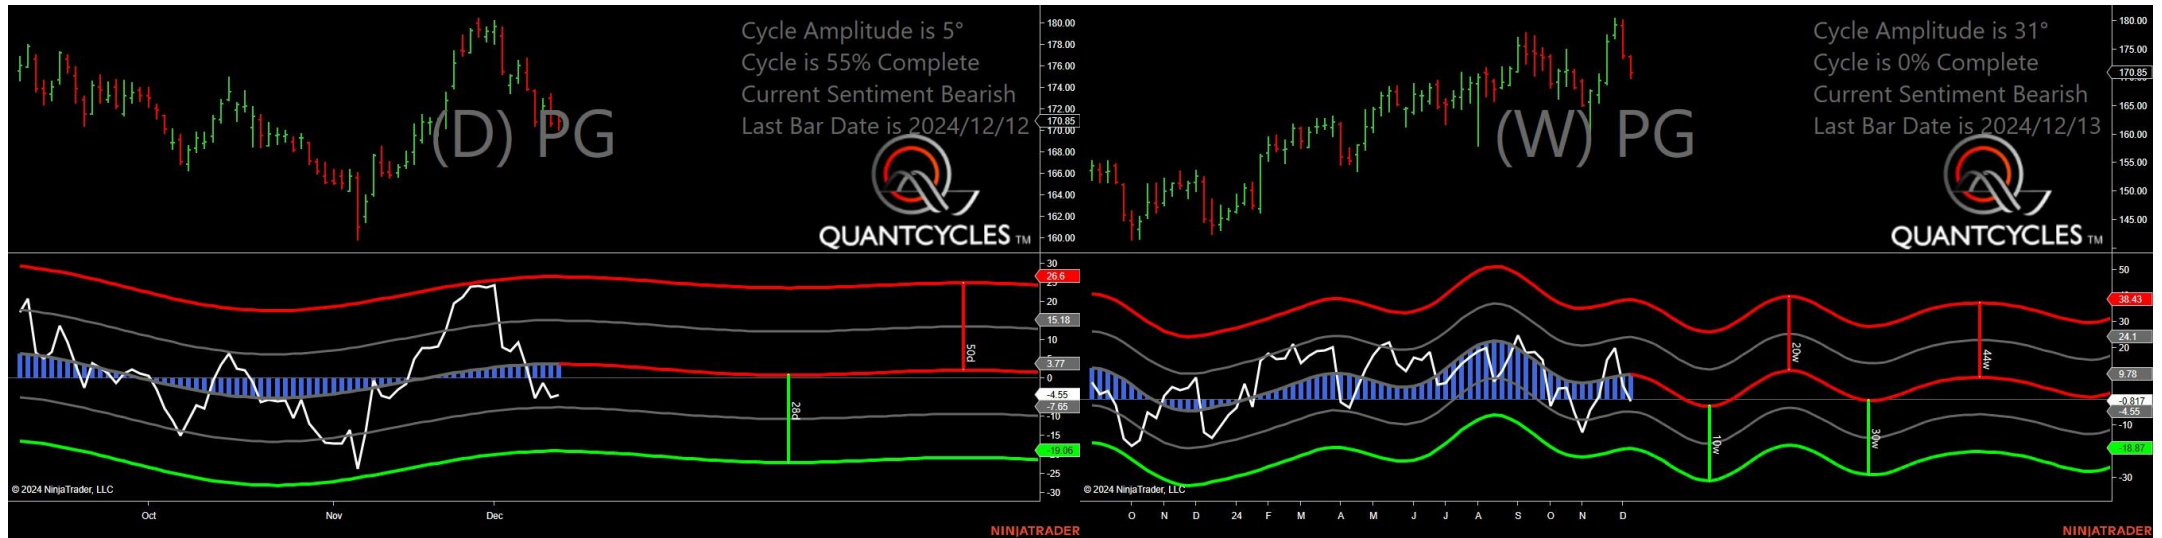 Cycle Amplitude is 5°
Cycle is 55% Complete
Current Sentiment Bearish
Last Bar Date is 2024/12/12
(D) PG
QUANTCYCLES TM
180.00
178.00
176.00
174.00
172.00
170.85
170.00
168.00
166.00
164.00
162.00
160.00
30
26.6
20
15.18
10
3.77
0
-4.55
-7.65
-10
-15
-19.06
-25
-30
50d
28d
© 2024 NinjaTrader, LLC
Oct Nov Dec
NINJATRADER
Cycle Amplitude is 31°
Cycle is 0% Complete
Current Sentiment Bearish
Last Bar Date is 2024/12/13
(W) PG
QUANTCYCLES TM
180.00
175.00
170.85
165.00
160.00
155.00
150.00
145.00
50
38.43
30
24.1
20
9.78
-0.817
-4.55
-10
-18.87
-30
20w
44w
10w
30w
© 2024 NinjaTrader, LLC
O N D 24 F M A M J J A S O N D
NINJATRADER